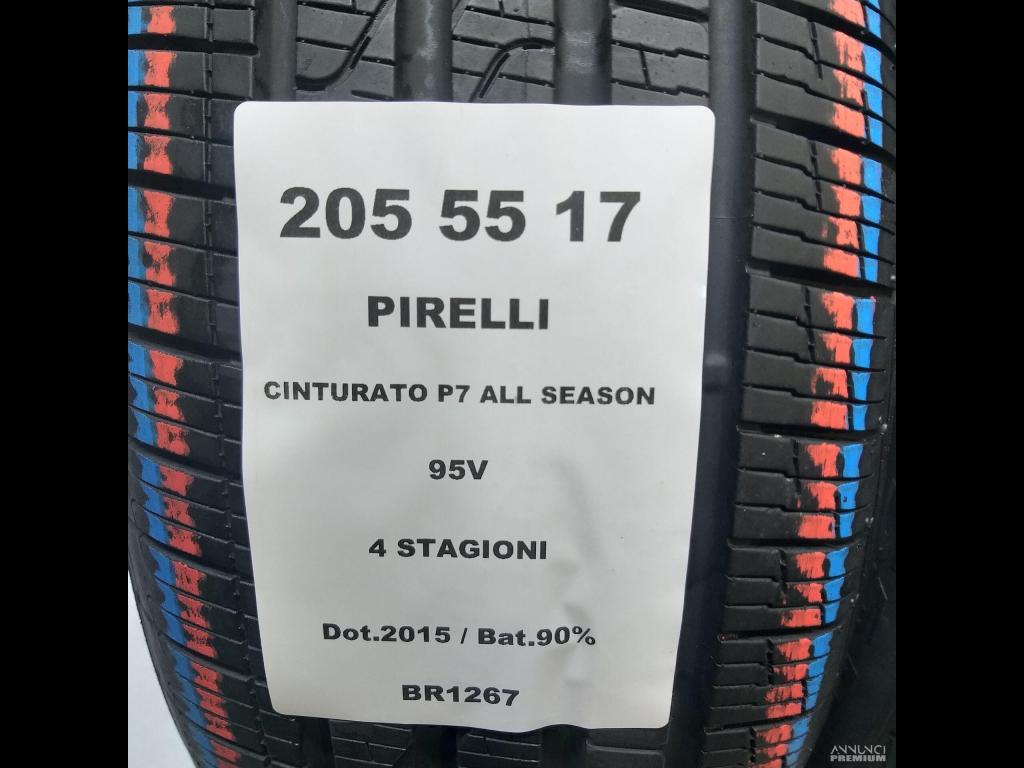 205 55 17
PIRELLI
CINTURATO P7 ALL SEASON
95V
4 STAGIONI
Dot.2015 / Bat.90%
BR1267
ANNUNCI
PREMIUM